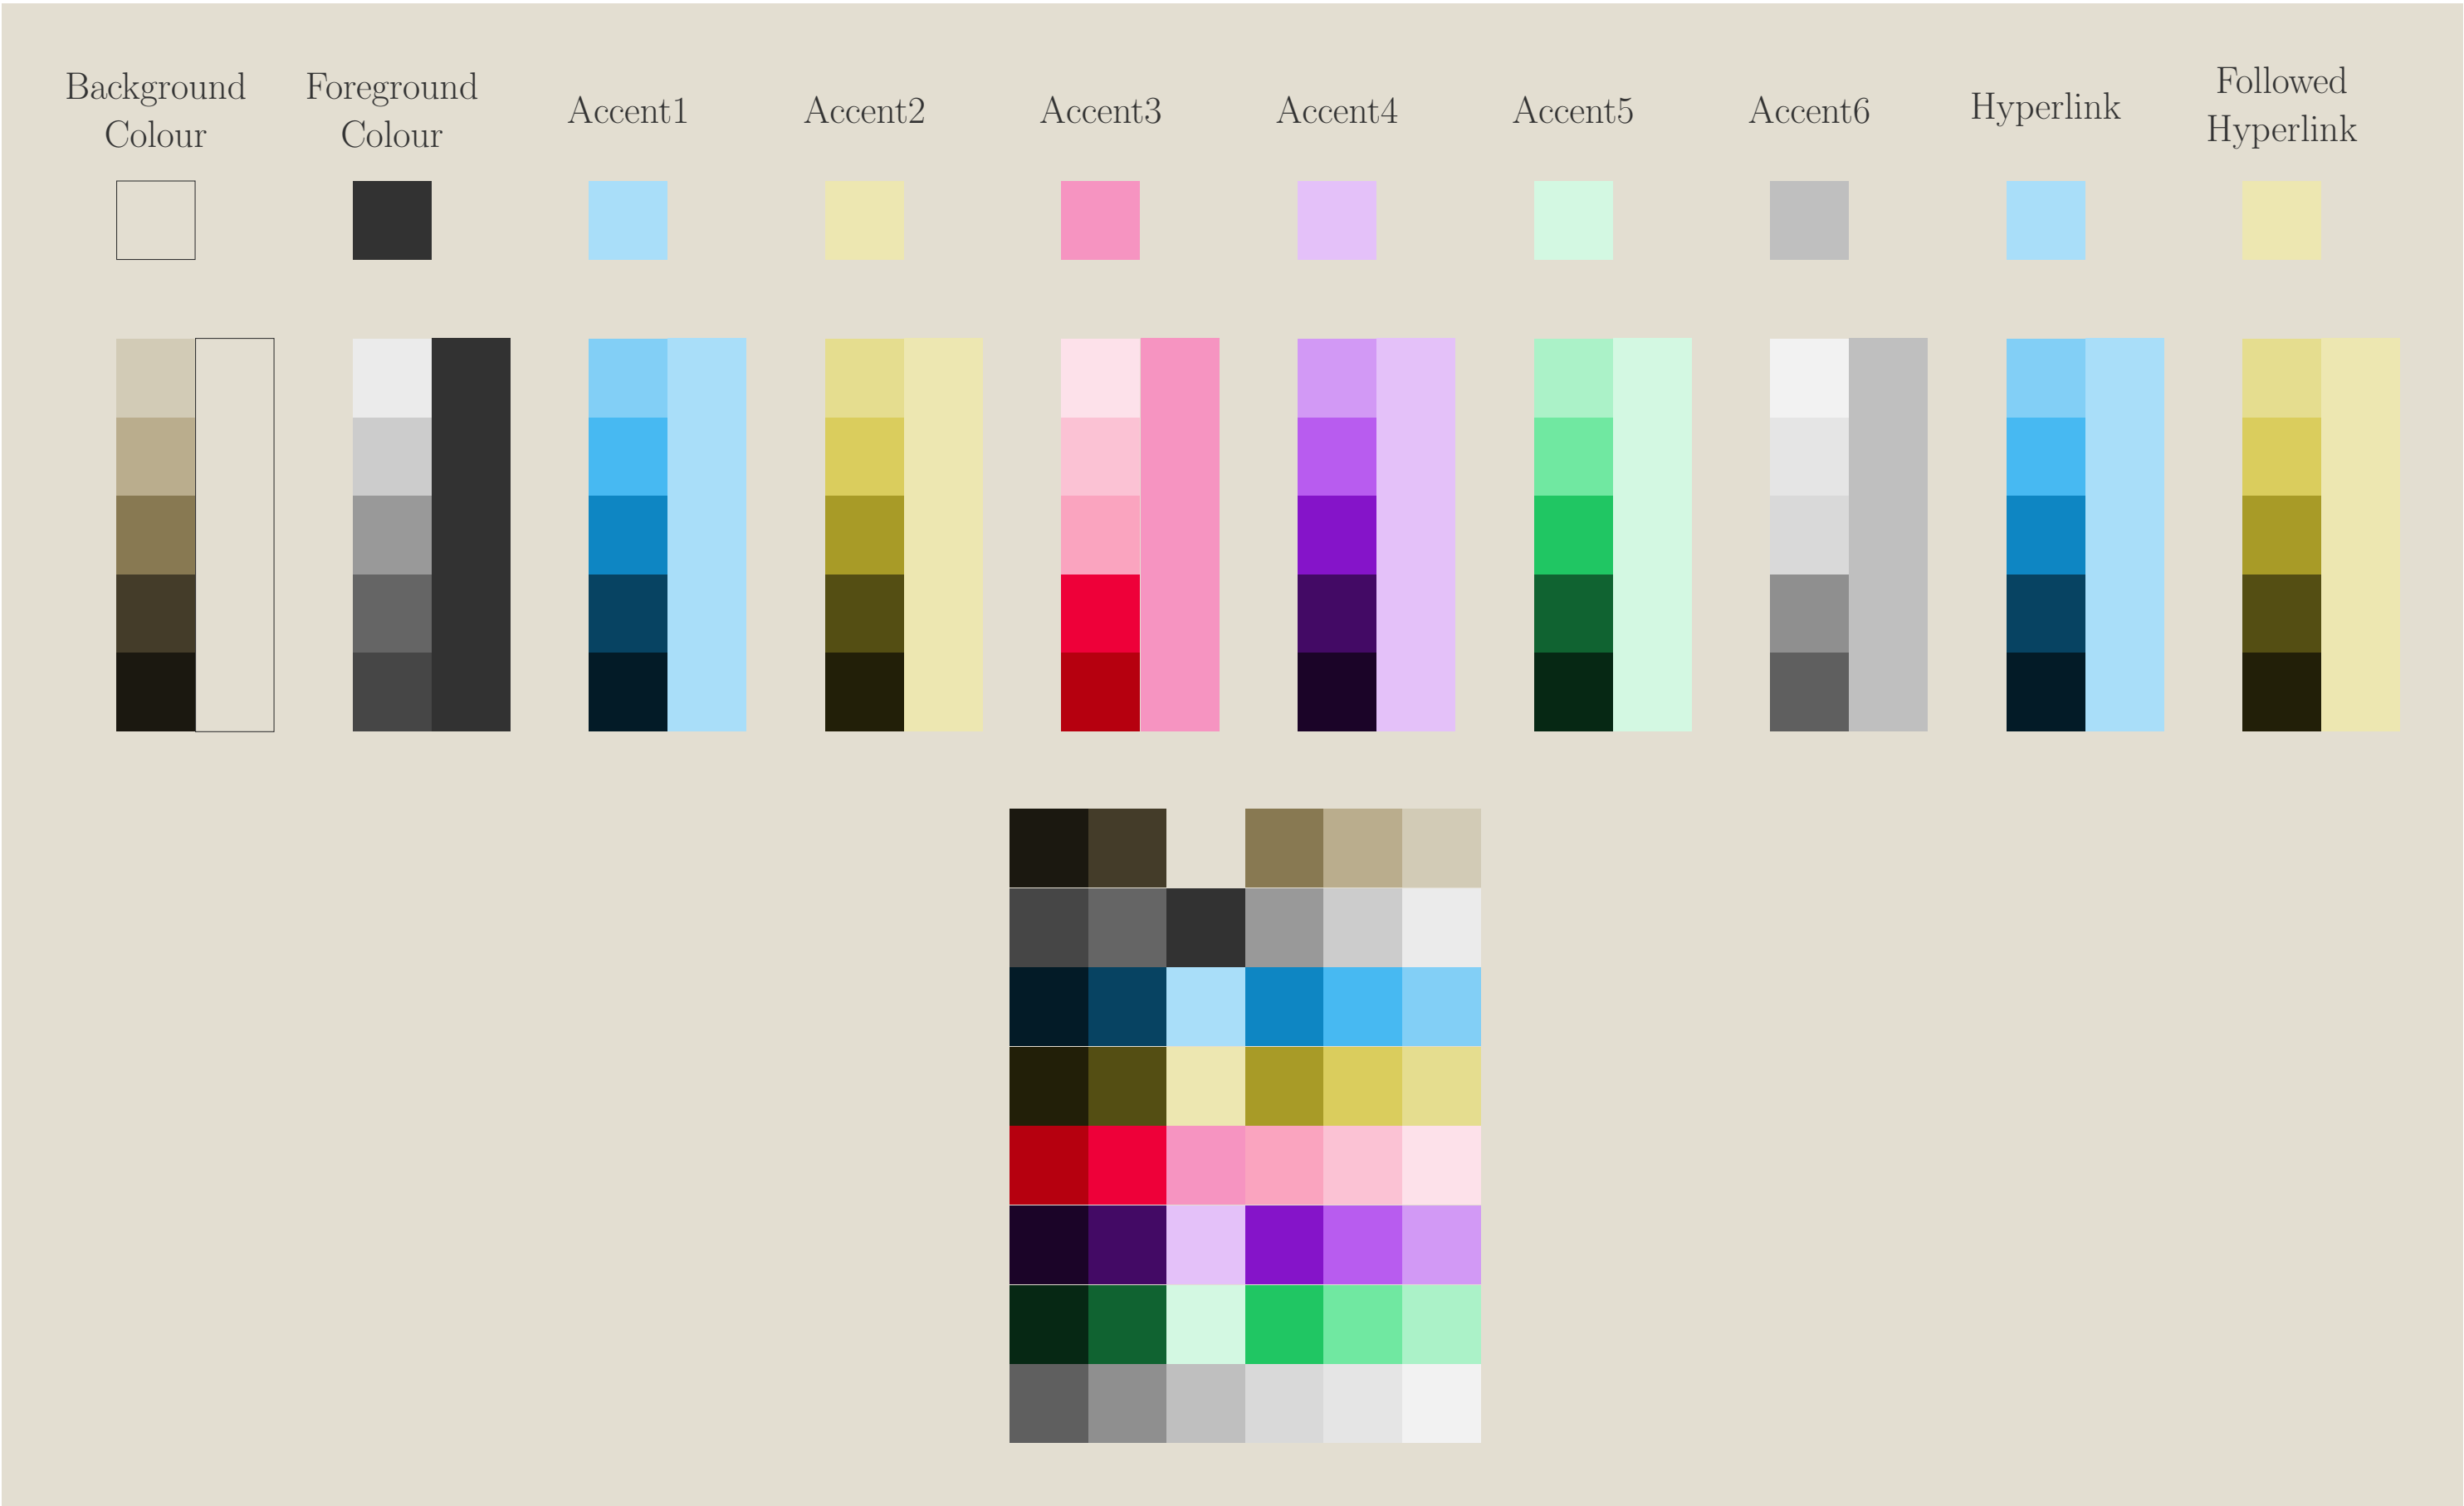 Background
Colour
Foreground
Colour
Accent1
Accent2
Accent3
Accent4
Accent5
Accent6
Hyperlink
Followed
Hyperlink